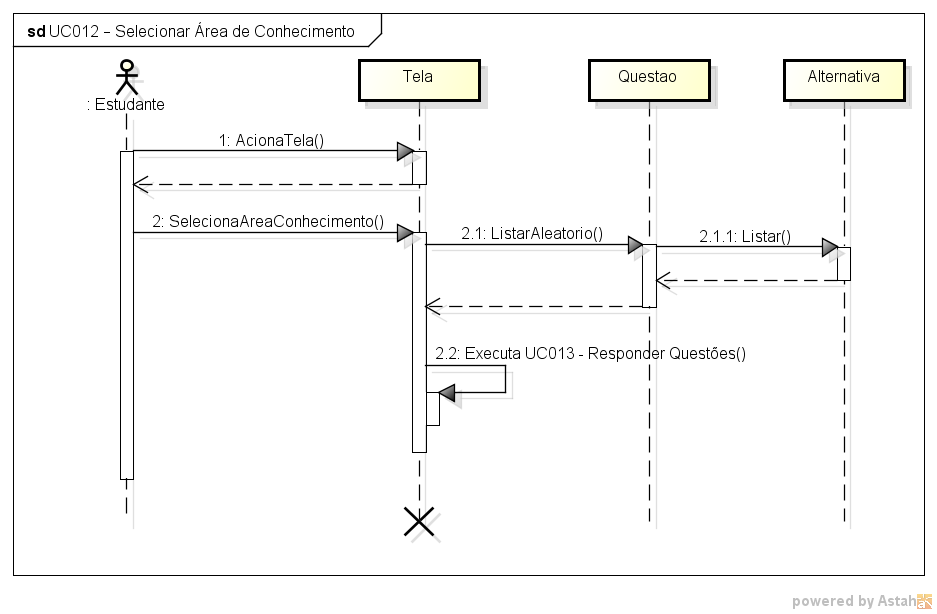 sd UC012 – Selecionar Área de Conhecimento
: Estudante
Tela
Questao
Alternativa
1: AcionaTela()
2: SelecionaAreaConhecimento()
2.1: ListarAleatorio()
2.1.1: Listar()
2.2: Executa UC013 - Responder Questões()
powered by Astah